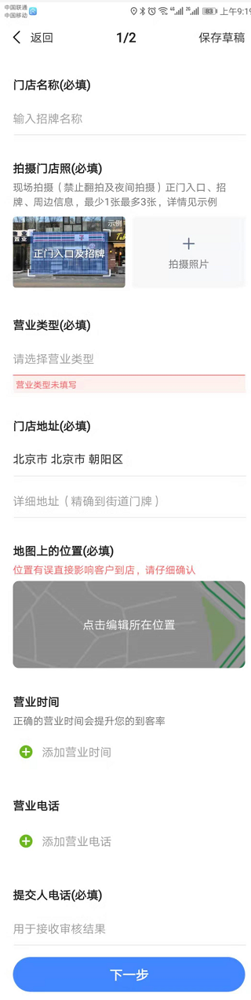 中国联通
中国移动
83 上午9:19
返回 1/2 保存草稿
门店名称(必填)
输入招牌名称
拍摄门店照(必填)
现场拍摄（禁止翻拍及夜间拍摄）正门入口、招
牌、周边信息，最少1张最多3张，详情见示例
示例
正门入口及招牌
拍摄照片
营业类型(必填)
请选择营业类型
营业类型未填写
门店地址(必填)
北京市 北京市 朝阳区
详细地址（精确到街道门牌）
地图上的位置(必填)
位置有误直接影响客户到店，请仔细确认
点击编辑所在位置
营业时间
正确的营业时间会提升您的到客率
添加营业时间
营业电话
添加营业电话
提交人电话(必填)
用于接收审核结果
下一步